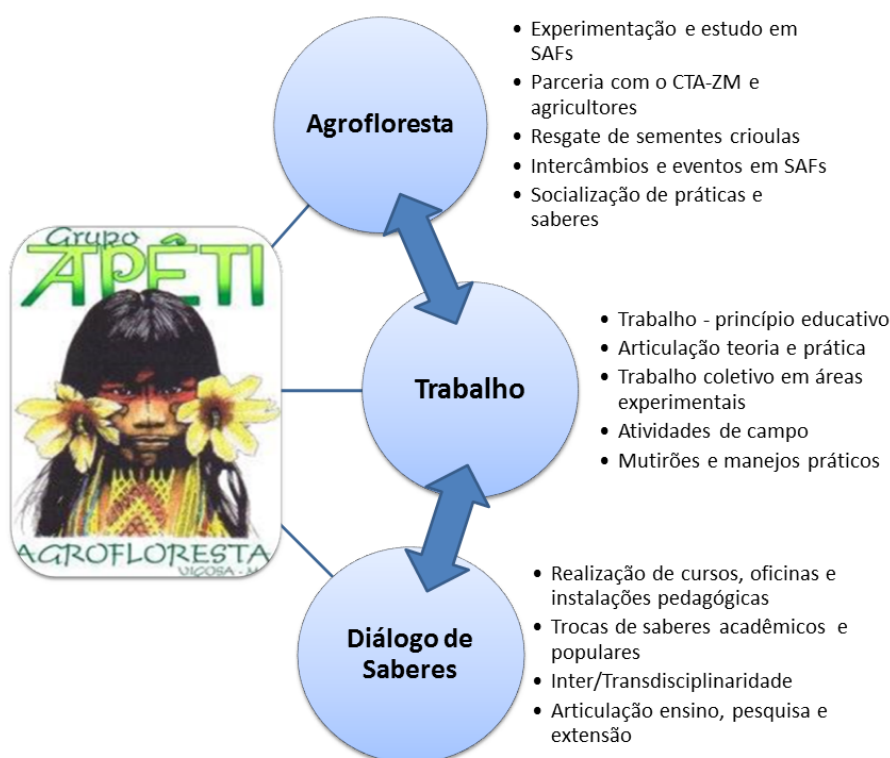 Grupo
APÊTI
AGROFLORESTA
VIÇOSA - M
Agrofloresta
• Experimentação e estudo em
SAFs
• Parceria com o CTA-ZM e
agricultores
• Resgate de sementes crioulas
• Intercâmbios e eventos em SAFs
• Socialização de práticas e
saberes
Trabalho
• Trabalho - princípio educativo
• Articulação teoria e prática
• Trabalho coletivo em áreas
experimentais
• Atividades de campo
• Mutirões e manejos práticos
Diálogo de
Saberes
• Realização de cursos, oficinas e
instalações pedagógicas
• Trocas de saberes acadêmicos e
populares
• Inter/Transdisciplinaridade
• Articulação ensino, pesquisa e
extensão